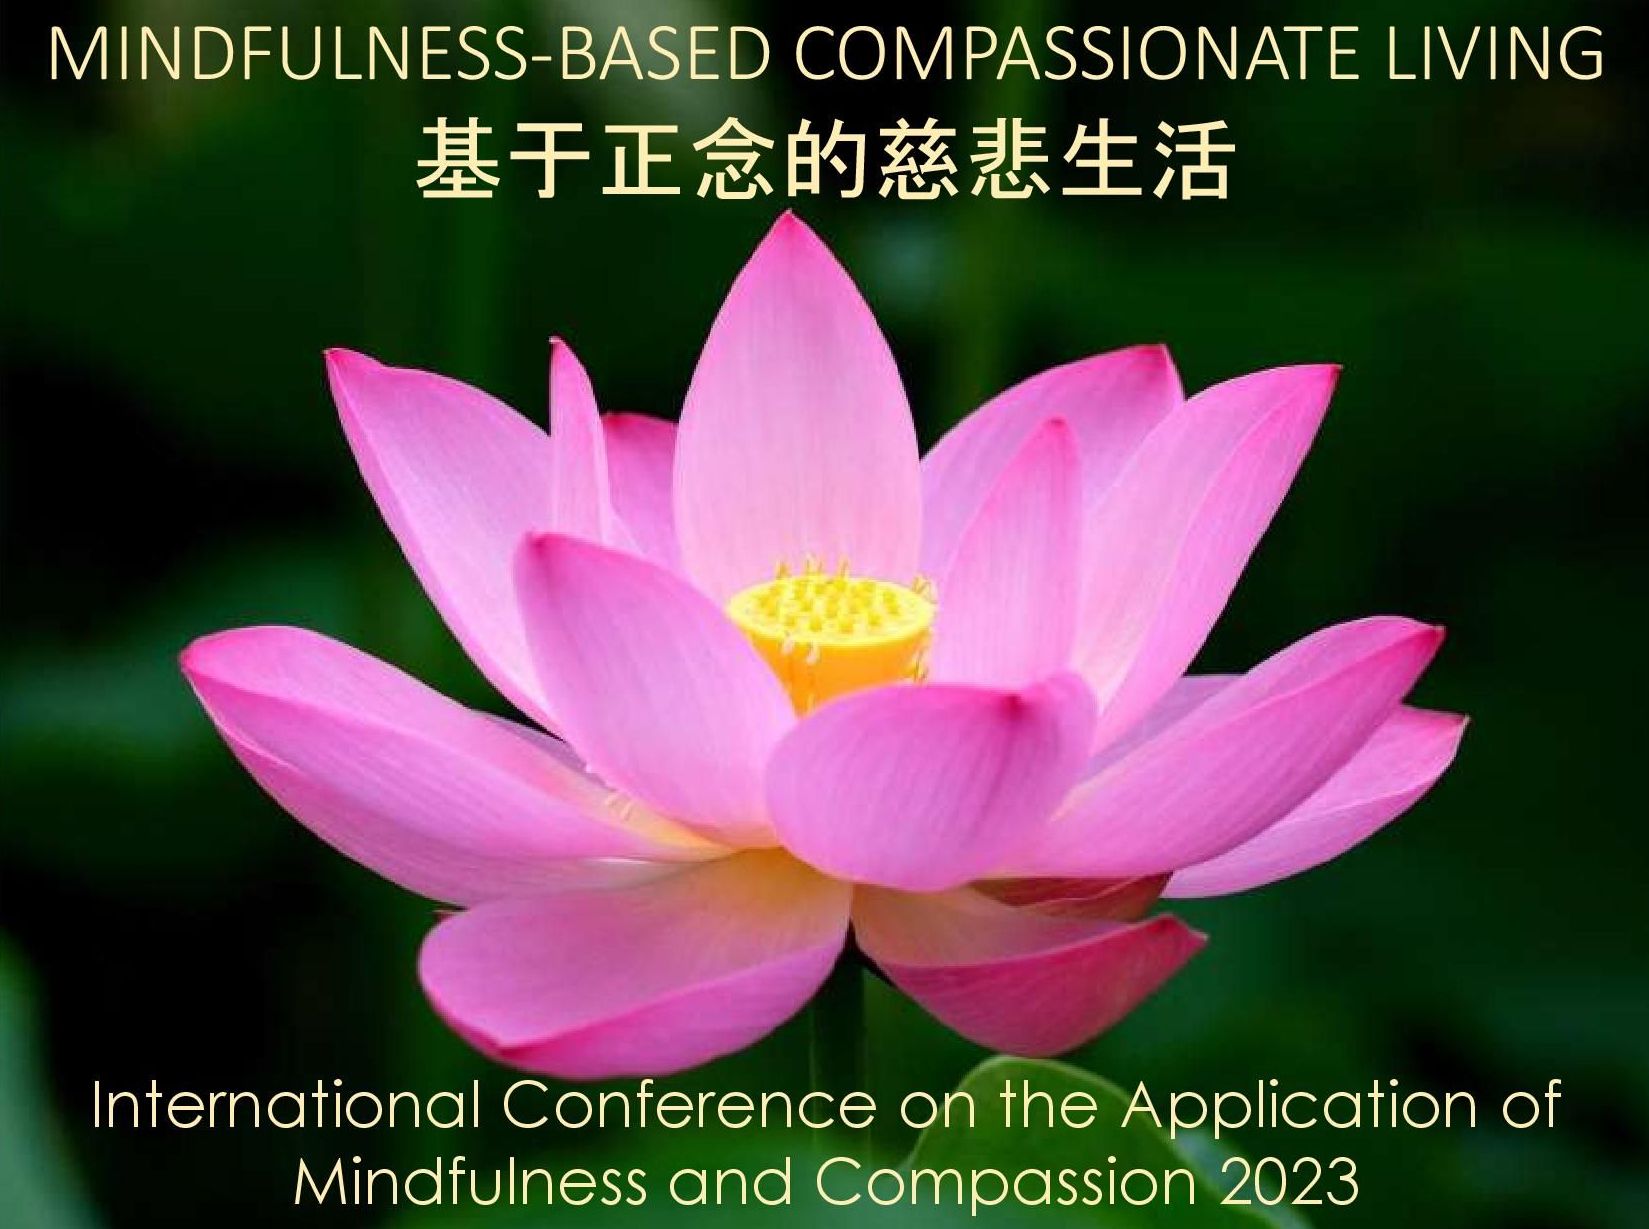 MINDFULNESS-BASED COMPASSIONATE LIVING
基于正念的慈悲生活
International Conference on the Application of
Mindfulness and Compassion 2023